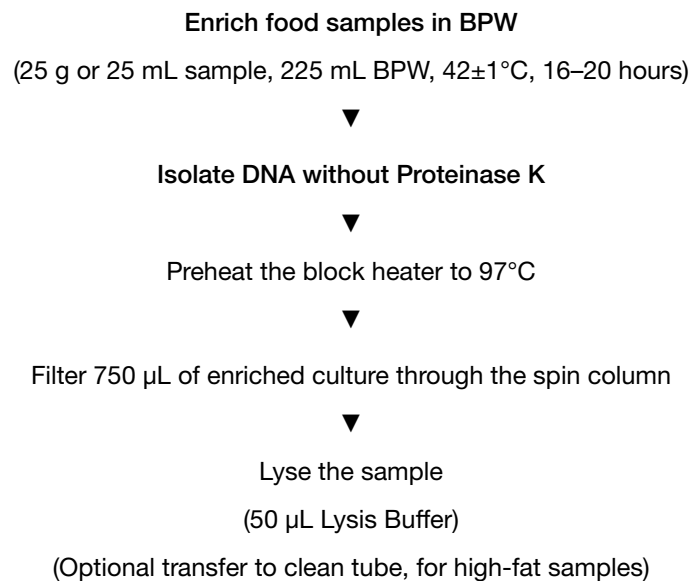 Enrich food samples in BPW
(25 g or 25 mL sample, 225 mL BPW, 42±1°C, 16–20 hours)
▼
Isolate DNA without Proteinase K
▼
Preheat the block heater to 97°C
▼
Filter 750 µL of enriched culture through the spin column
▼
Lyse the sample
(50 µL Lysis Buffer)
(Optional transfer to clean tube, for high-fat samples)